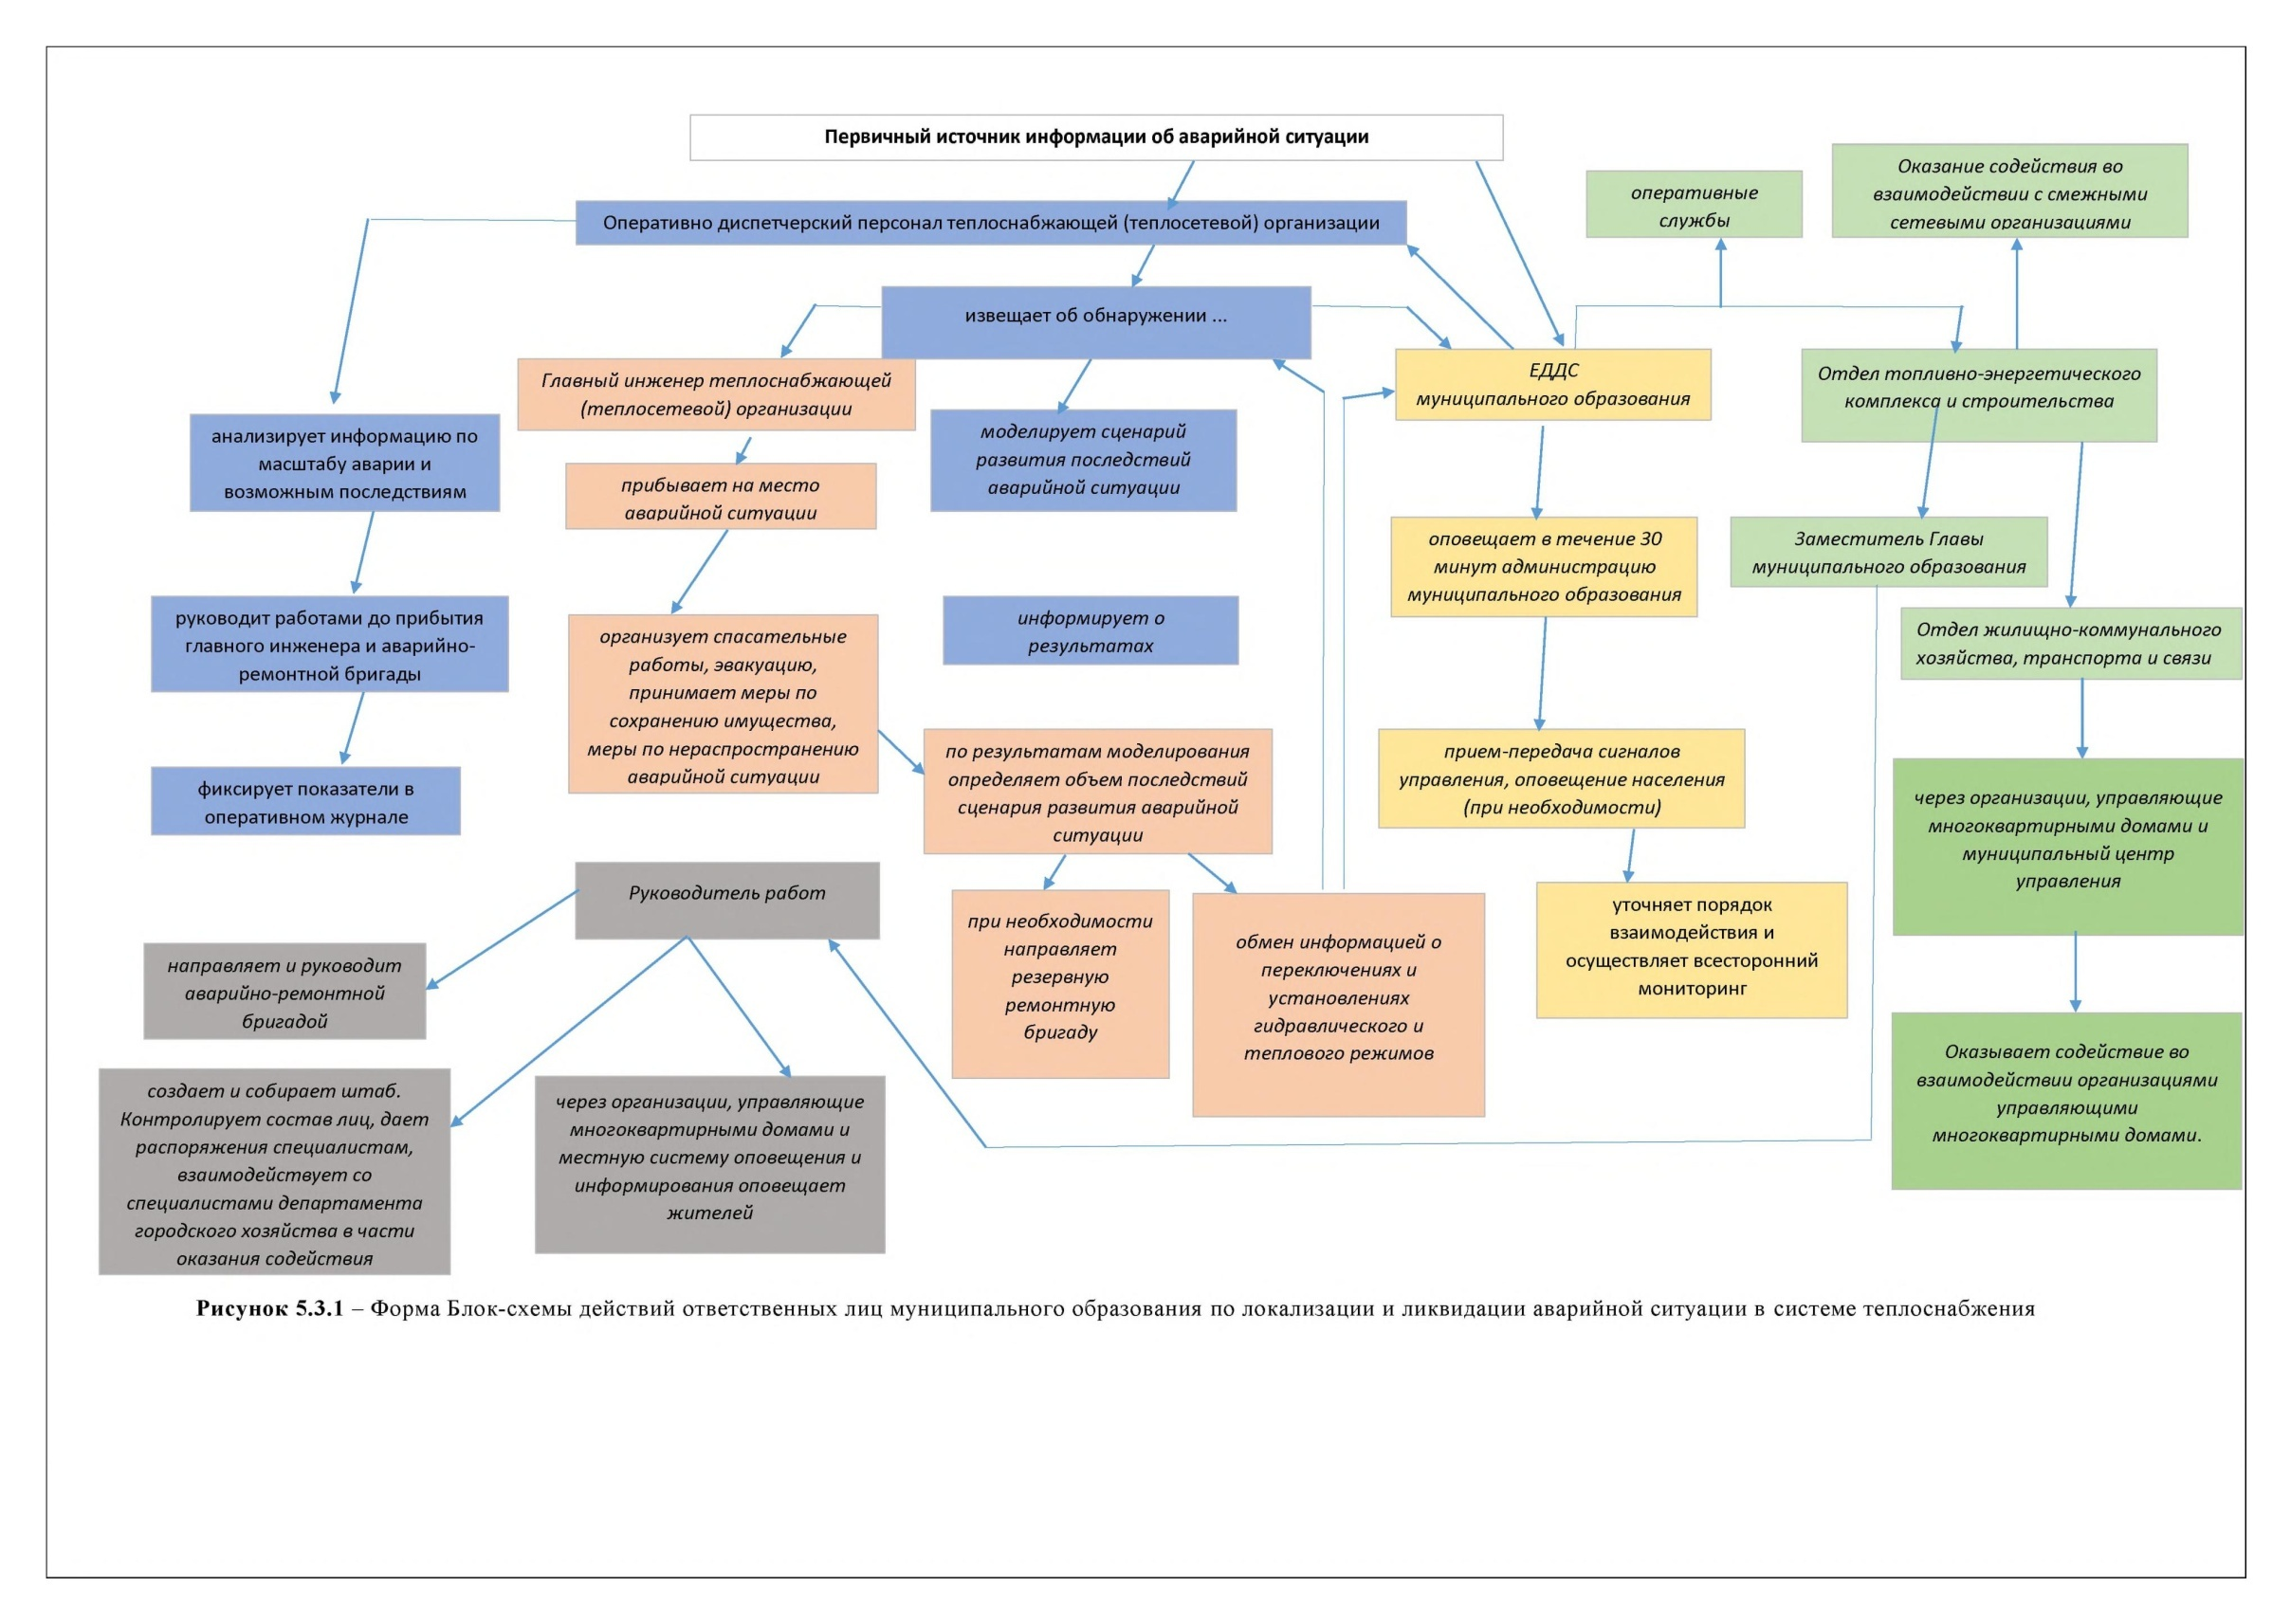 Первичный источник информации об аварийной ситуации
Оперативно диспетчерский персонал теплоснабжающей (теплосетевой) организации
оперативные
службы
Оказание содействия во
взаимодействии с смежными
сетевыми организациями
извещает об обнаружении ...
Главный инженер теплоснабжающей
(теплосетевой) организации
ЕДДС
муниципального образования
Отдел топливно-энергетического
комплекса и строительства
анализирует информацию по
масштабу аварии и
возможным последствиям
прибывает на место
аварийной ситуации
моделирует сценарий
развития последствий
аварийной ситуации
оповещает в течение 30
минут администрацию
муниципального образования
Заместитель Главы
муниципального образования
руководит работами до прибытия
главного инженера и аварийно-
ремонтной бригады
организует спасательные
работы, эвакуацию,
принимает меры по
сохранению имущества,
меры по нераспространению
аварийной ситуации
информирует о
результатах
Отдел жилищно-коммунального
хозяйства, транспорта и связи
фиксирует показатели в
оперативном журнале
по результатам моделирования
определяет объем последствий
сценария развития аварийной
ситуации
прием-передача сигналов
управления, оповещение населения
(при необходимости)
через организации, управляющие
многоквартирными домами и
муниципальный центр
управления
Руководитель работ
при необходимости
направляет
резервную
ремонтную
бригаду
обмен информацией о
переключениях и
установлениях
гидравлического и
теплового режимов
уточняет порядок
взаимодействия и
осуществляет всесторонний
мониторинг
направляет и руководит
аварийно-ремонтной
бригадой
Оказывает содействие во
взаимодействии организациями
управляющими
многоквартирными домами.
создает и собирает штаб.
Контролирует состав лиц, дает
распоряжения специалистам,
взаимодействует со
специалистами департамента
городского хозяйства в части
оказания содействия
через организации, управляющие
многоквартирными домами и
местную систему оповещения и
информирования оповещает
жителей
Рисунок 5.3.1 – Форма Блок-схемы действий ответственных лиц муниципального образования по локализации и ликвидации аварийной ситуации в системе теплоснабжения